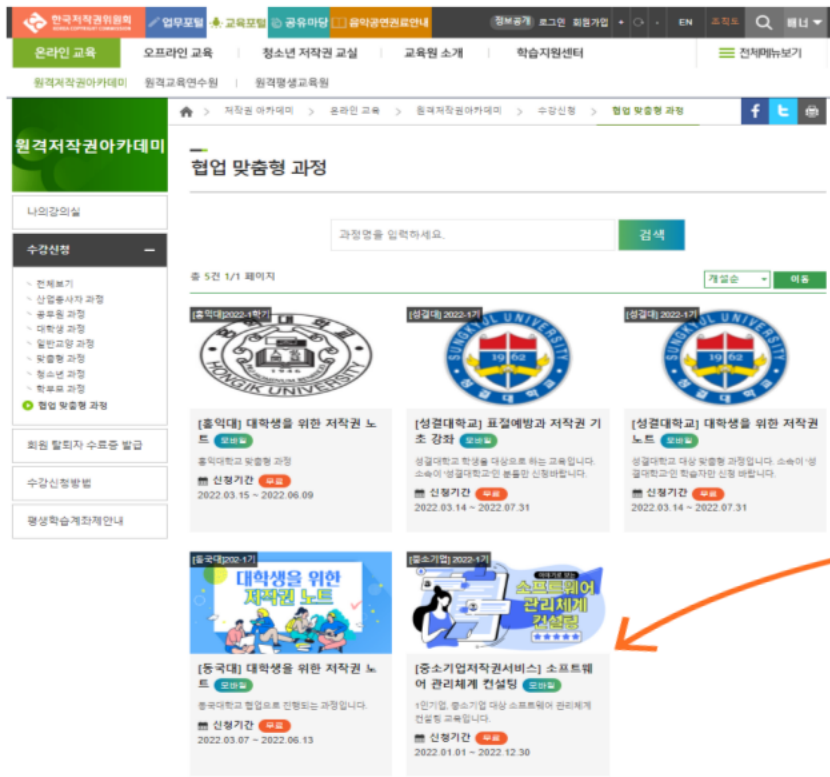 한국저작권위원회 업무포털 교육포털 공유마당 음악공연권료안내 정보공개 로그인 회원가입 + - EN 조직도 배너
KOREA COPYRIGHT COMMISSION
온라인 교육 오프라인 교육 청소년 저작권 교실 교육원 소개 학습지원센터 전체메뉴보기
원격저작권아카데미 원격교육연수원 원격평생교육원
> 저작권 아카데미 > 온라인 교육 > 원격저작권아카데미 > 수강신청 > 협업 맞춤형 과정
원격저작권아카데미
협업 맞춤형 과정
나의강의실
수강신청
전체보기
산업종사자 과정
공무원 과정
대학생 과정
일반교양 과정
맞춤형 과정
청소년 과정
학부모 과정
협업 맞춤형 과정
회원 탈퇴자 수료증 발급
수강신청방법
평생학습계좌제안내
과정명을 입력하세요. 검색
총 5건 1/1 페이지 개설순 이동
[홍익대]2022-1학기
홍익대학교
1946
HONGIK UNIVERSITY
[홍익대] 대학생을 위한 저작권 노
트 모바일
홍익대학교 맞춤형 과정
신청기간 무료
2022.03.15 ~ 2022.06.09
[성결대] 2022-1기
SUNGKYUL UNIVERSITY
1962
성결대학교
[성결대학교] 표절예방과 저작권 기
초 강좌 모바일
성결대학교 학생을 대상으로 하는 교육입니다.
소속이 '성결대학교'인 분들만 신청바랍니다.
신청기간 무료
2022.03.14 ~ 2022.07.31
[성결대] 2022-1기
SUNGKYUL UNIVERSITY
1962
성결대학교
[성결대학교] 대학생을 위한 저작권
노트 모바일
성결대학교 대상 맞춤형 과정입니다. 소속이 '성
결대학교'인 학습자만 신청 바랍니다.
신청기간 무료
2022.03.14 ~ 2022.07.31
[동국대]202-1기
대학생을 위한
저작권 노트
[동국대] 대학생을 위한 저작권 노
트 모바일
동국대학교 협업으로 진행되는 과정입니다.
신청기간 무료
2022.03.07 ~ 2022.06.13
[중소기업] 2022-1기
소프트웨어
관리체계
컨설팅
[중소기업저작권서비스] 소프트웨
어 관리체계 컨설팅 모바일
1인기업, 중소기업 대상 소프트웨어 관리체계
컨설팅 교육입니다.
신청기간 무료
2022.01.01 ~ 2022.12.30